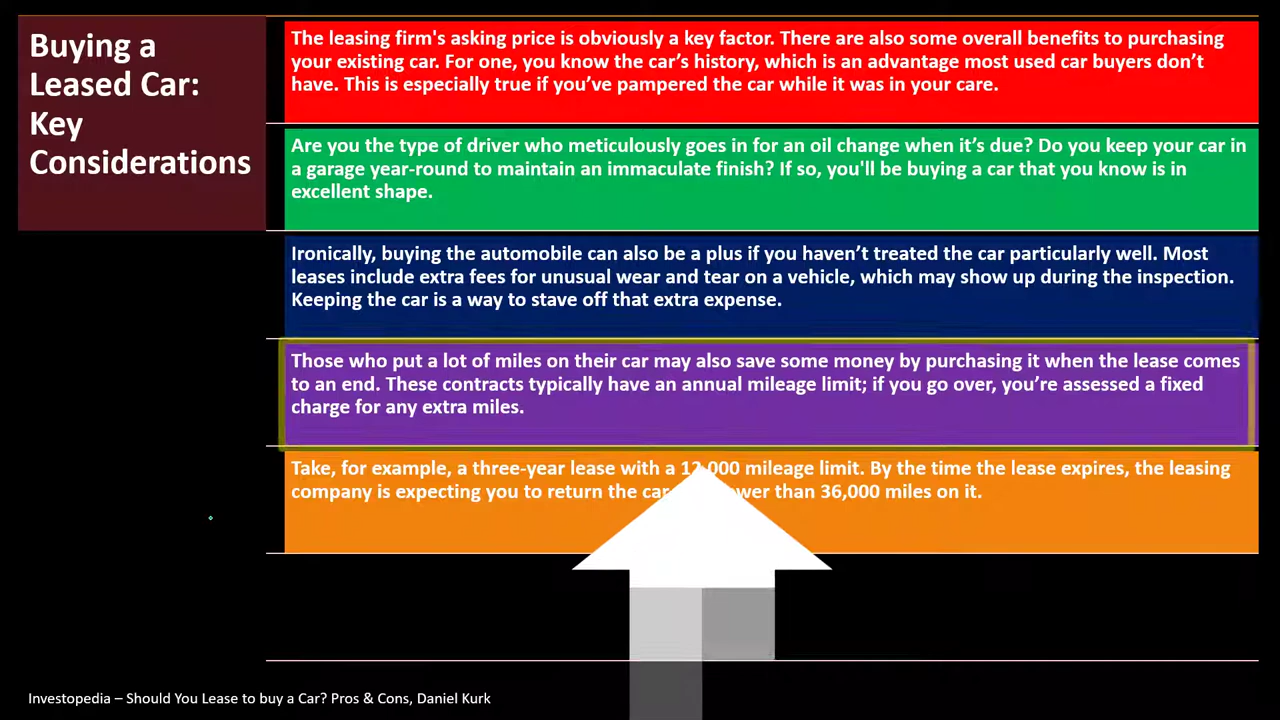 Buying a
Leased Car:
Key
Considerations
The leasing firm's asking price is obviously a key factor. There are also some overall benefits to purchasing
your existing car. For one, you know the car's history, which is an advantage most used car buyers don't
have. This is especially true if you've pampered the car while it was in your care.
Are you the type of driver who meticulously goes in for an oil change when it's due? Do you keep your car in
a garage year-round to maintain an immaculate finish? If so, you'll be buying a car that you know is in
excellent shape.
Ironically, buying the automobile can also be a plus if you haven't treated the car particularly well. Most
leases include extra fees for unusual wear and tear on a vehicle, which may show up during the inspection.
Keeping the car is a way to stave off that extra expense.
Those who put a lot of miles on their car may also save some money by purchasing it when the lease comes
to an end. These contracts typically have an annual mileage limit; if you go over, you're assessed a fixed
charge for any extra miles.
Take, for example, a three-year lease with a 12,000 mileage limit. By the time the lease expires, the leasing
company is expecting you to return the car than 36,000 miles on it.
Investopedia – Should You Lease to buy a Car? Pros & Cons, Daniel Kurk